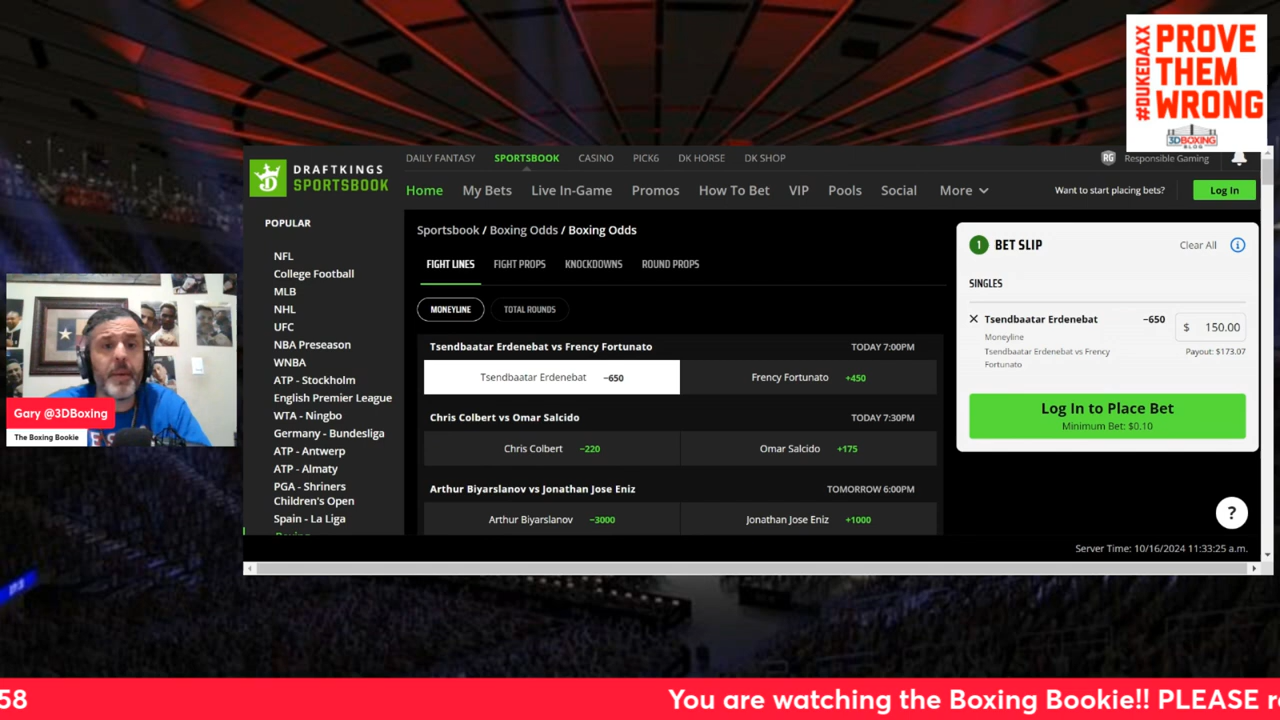 #DUKEDAXX
PROVE
THEM
WRONG
3DBOXING
BLOG
DRAFTKINGS
SPORTSBOOK
DAILY FANTASY SPORTSBOOK CASINO PICK6 DK HORSE DK SHOP
RG Responsible Gaming
Home My Bets Live In-Game Promos How To Bet VIP Pools Social More
Want to start placing bets? Log In
POPULAR
NFL
College Football
MLB
NHL
UFC
NBA Preseason
WNBA
ATP - Stockholm
English Premier League
WTA - Ningbo
Germany - Bundesliga
ATP - Antwerp
ATP - Almaty
PGA - Shriners
Children's Open
Spain - La Liga
Boxing
Sportsbook / Boxing Odds / Boxing Odds
FIGHT LINES FIGHT PROPS KNOCKDOWNS ROUND PROPS
MONEYLINE TOTAL ROUNDS
Tsendbaatar Erdenebat vs Frency Fortunato TODAY 7:00PM
Tsendbaatar Erdenebat −650 Frency Fortunato +450
Chris Colbert vs Omar Salcido TODAY 7:30PM
Chris Colbert −220 Omar Salcido +175
Arthur Biyarslanov vs Jonathan Jose Eniz TOMORROW 6:00PM
Arthur Biyarslanov −3000 Jonathan Jose Eniz +1000
1 BET SLIP Clear All
SINGLES
Tsendbaatar Erdenebat −650 $ 150.00
Moneyline
Payout: $173.07
Tsendbaatar Erdenebat vs Frency
Fortunato
Log In to Place Bet
Minimum Bet: $0.10
?
Server Time: 10/16/2024 11:33:25 a.m.
Gary @3DBoxing
The Boxing Bookie
58 You are watching the Boxing Bookie!! PLEASE